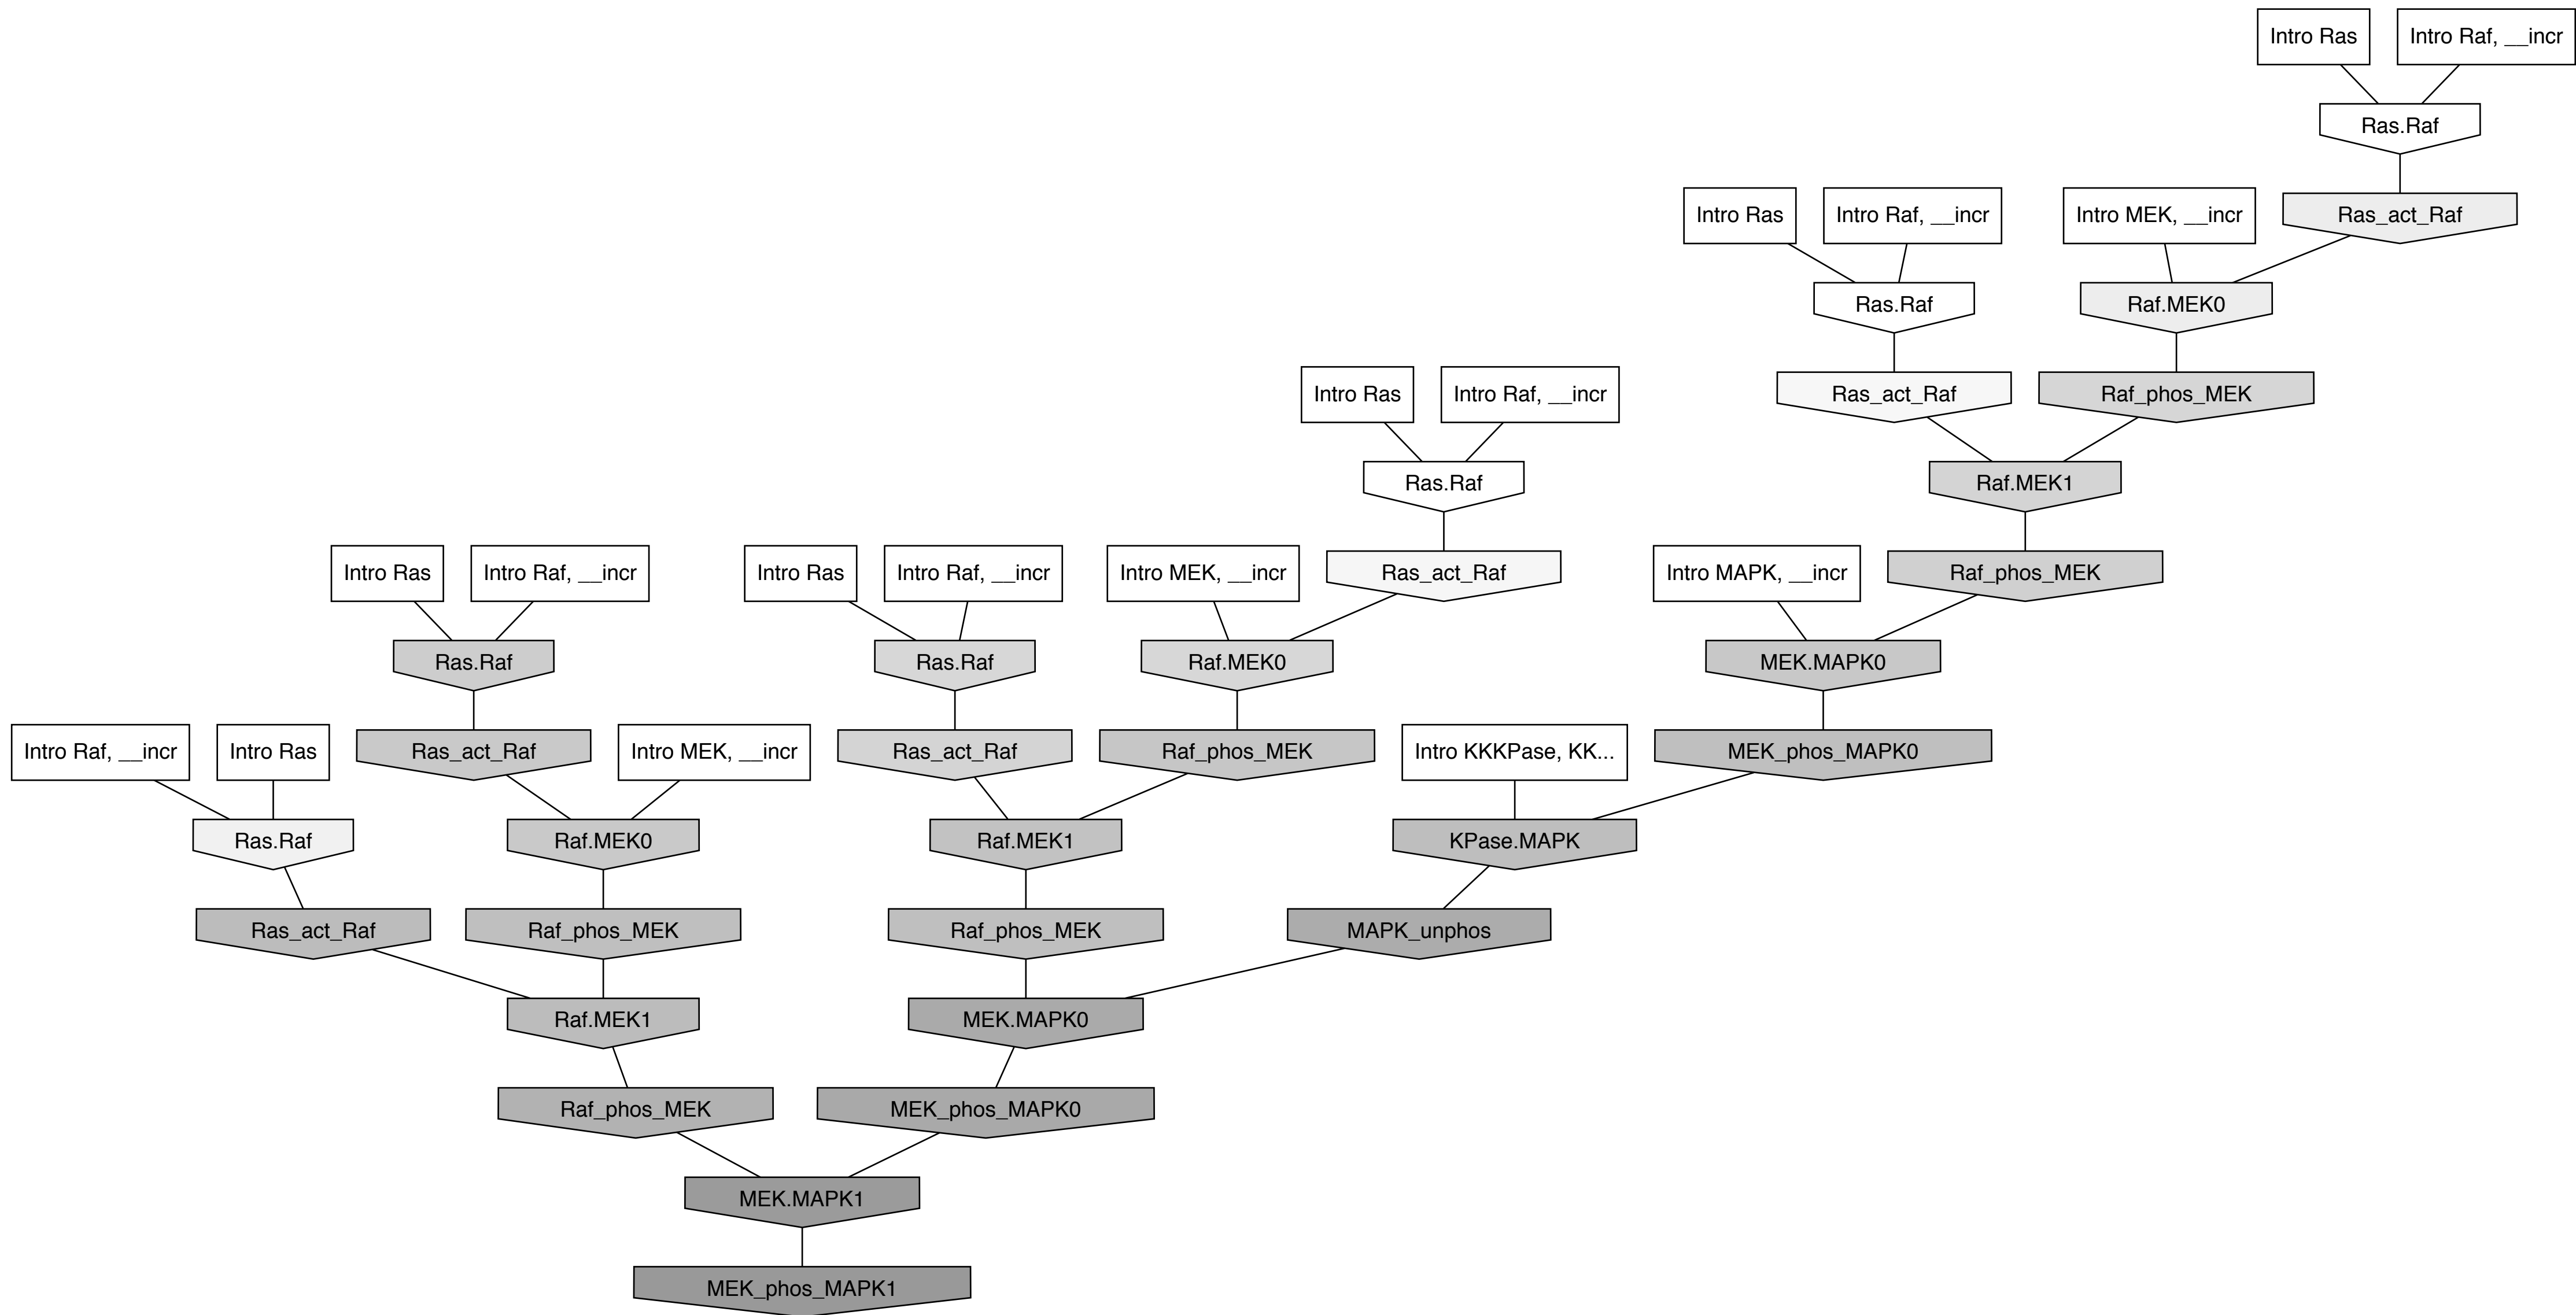 Intro Ras
Intro Raf, __incr
Ras.Raf
Intro Ras
Intro Raf, __incr
Intro MEK, __incr
Ras_act_Raf
Ras.Raf
Raf.MEK0
Intro Ras
Intro Raf, __incr
Ras_act_Raf
Raf_phos_MEK
Ras.Raf
Raf.MEK1
Intro Ras
Intro Raf, __incr
Intro Ras
Intro Raf, __incr
Intro MEK, __incr
Ras_act_Raf
Intro MAPK, __incr
Raf_phos_MEK
Ras.Raf
Ras.Raf
Raf.MEK0
MEK.MAPK0
Intro Raf, __incr
Intro Ras
Ras_act_Raf
Intro MEK, __incr
Ras_act_Raf
Raf_phos_MEK
Intro KKKPase, KK...
MEK_phos_MAPK0
Ras.Raf
Raf.MEK0
Raf.MEK1
KPase.MAPK
Ras_act_Raf
Raf_phos_MEK
Raf_phos_MEK
MAPK_unphos
Raf.MEK1
MEK.MAPK0
Raf_phos_MEK
MEK_phos_MAPK0
MEK.MAPK1
MEK_phos_MAPK1